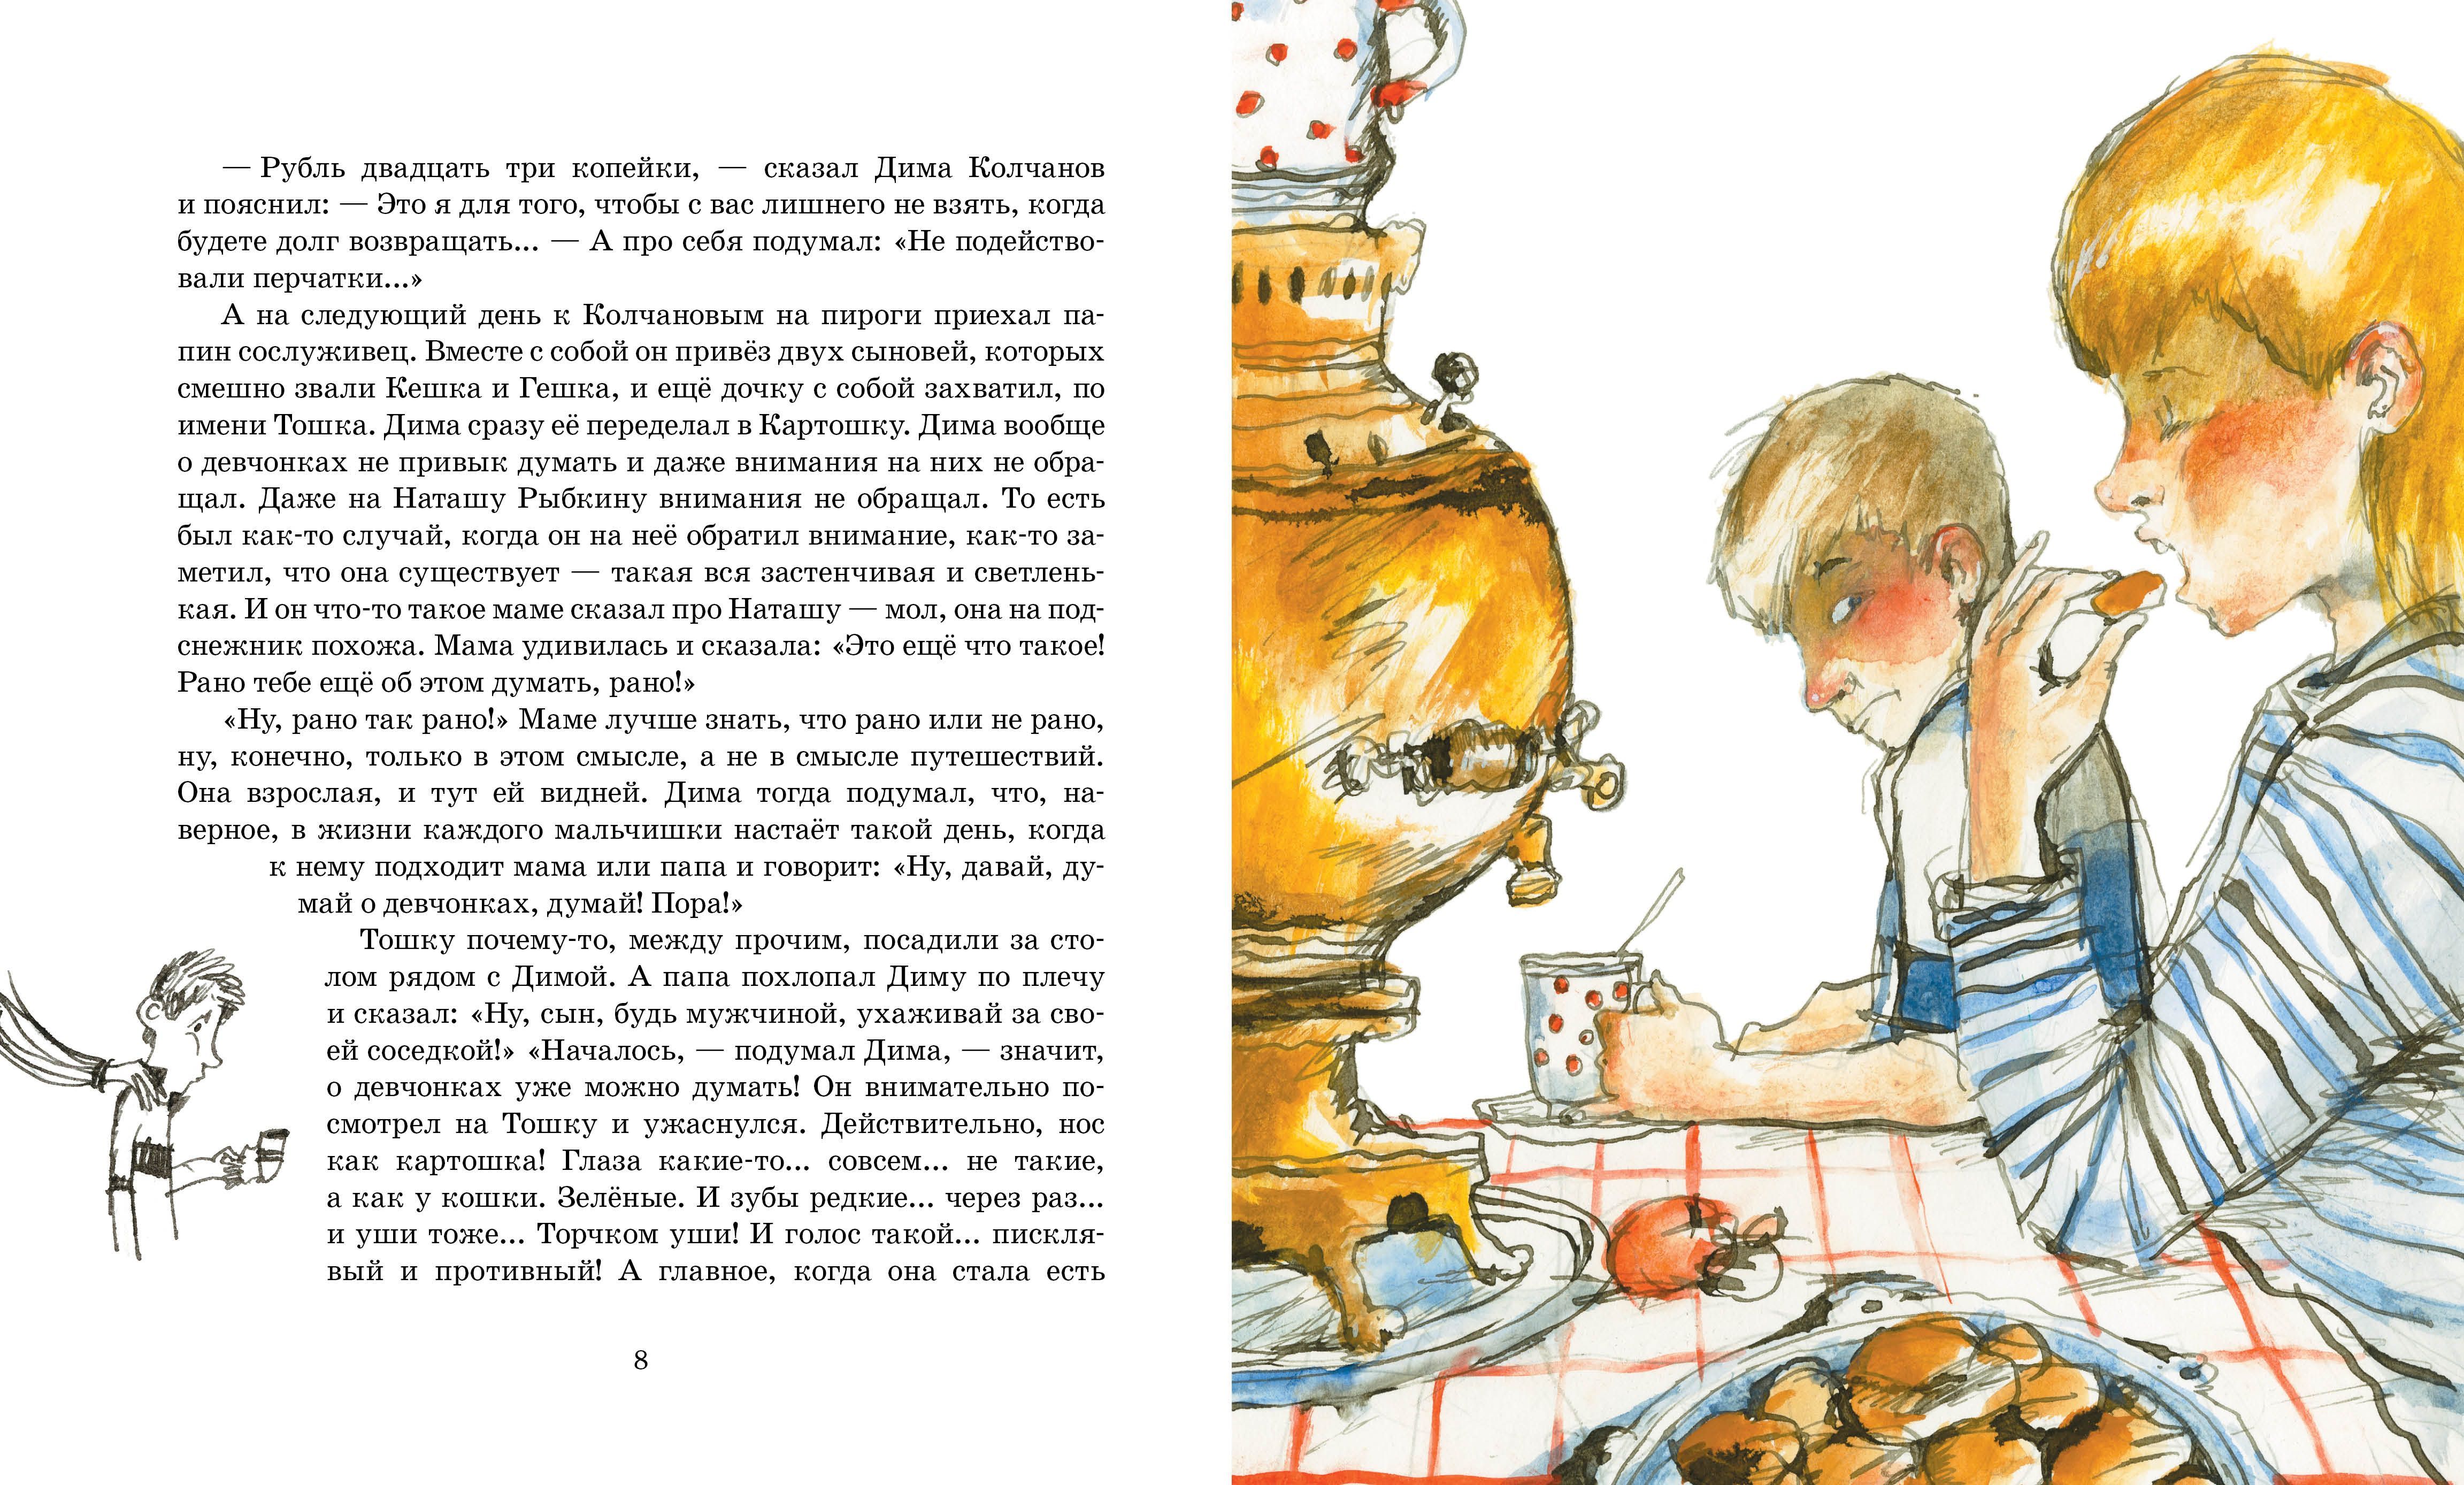 — Рубль двадцать три копейки, — сказал Дима Колчанов
и пояснил: — Это я для того, чтобы с вас лишнего не взять, когда
будете долг возвращать... — А про себя подумал: «Не подейство-
вали перчатки...»
А на следующий день к Колчановым на пироги приехал па-
пин сослуживец. Вместе с собой он привёз двух сыновей, которых
смешно звали Кешка и Гешка, и ещё дочку с собой захватил, по
имени Тошка. Дима сразу её переделал в Картошку. Дима вообще
о девчонках не привык думать и даже внимания на них не обра-
щал. Даже на Наташу Рыбкину внимания не обращал. То есть
был как-то случай, когда он на неё обратил внимание, как-то за-
метил, что она существует — такая вся застенчивая и светлень-
кая. И он что-то такое маме сказал про Наташу — мол, она на под-
снежник похожа. Мама удивилась и сказала: «Это ещё что такое!
Рано тебе ещё об этом думать, рано!»
«Ну, рано так рано!» Маме лучше знать, что рано или не рано,
ну, конечно, только в этом смысле, а не в смысле путешествий.
Она взрослая, и тут ей видней. Дима тогда подумал, что, на-
верное, в жизни каждого мальчишки настаёт такой день, когда
к нему подходит мама или папа и говорит: «Ну, давай, ду-
май о девчонках, думай! Пора!»
Тошку почему-то, между прочим, посадили за сто-
лом рядом с Димой. А папа похлопал Диму по плечу
и сказал: «Ну, сын, будь мужчиной, ухаживай за сво-
ей соседкой!» «Началось, — подумал Дима, — значит,
о девчонках уже можно думать! Он внимательно по-
смотрел на Тошку и ужаснулся. Действительно, нос
как картошка! Глаза какие-то... совсем... не такие,
а как у кошки. Зелёные. И зубы редкие... через раз...
и уши тоже... Торчком уши! И голос такой... пискля-
вый и противный! А главное, когда она стала есть
8